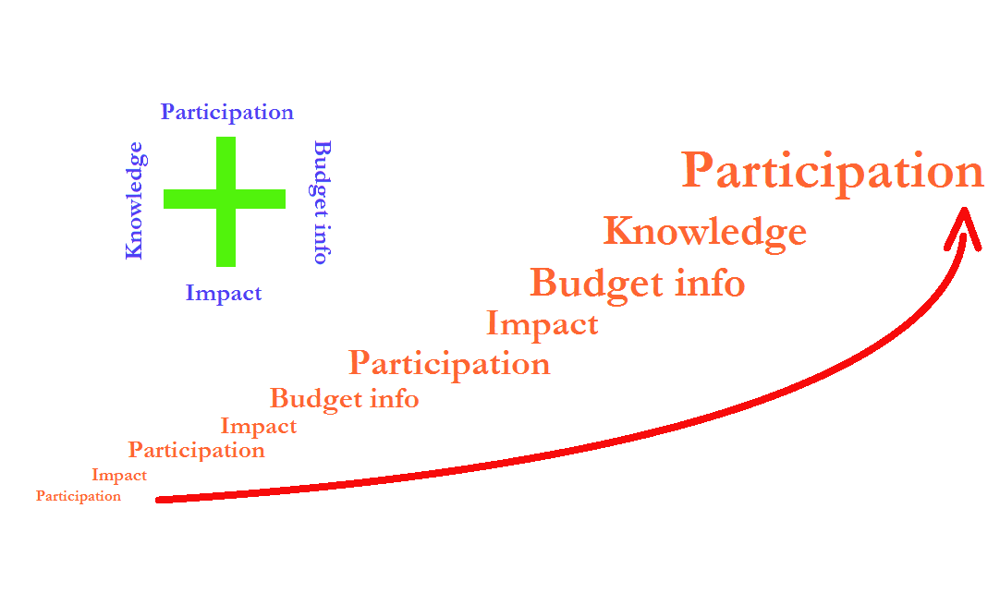 Participation
Knowledge
Budget info
Impact
Participation
Knowledge
Budget info
Impact
Participation
Budget info
Impact
Participation
Impact
Participation